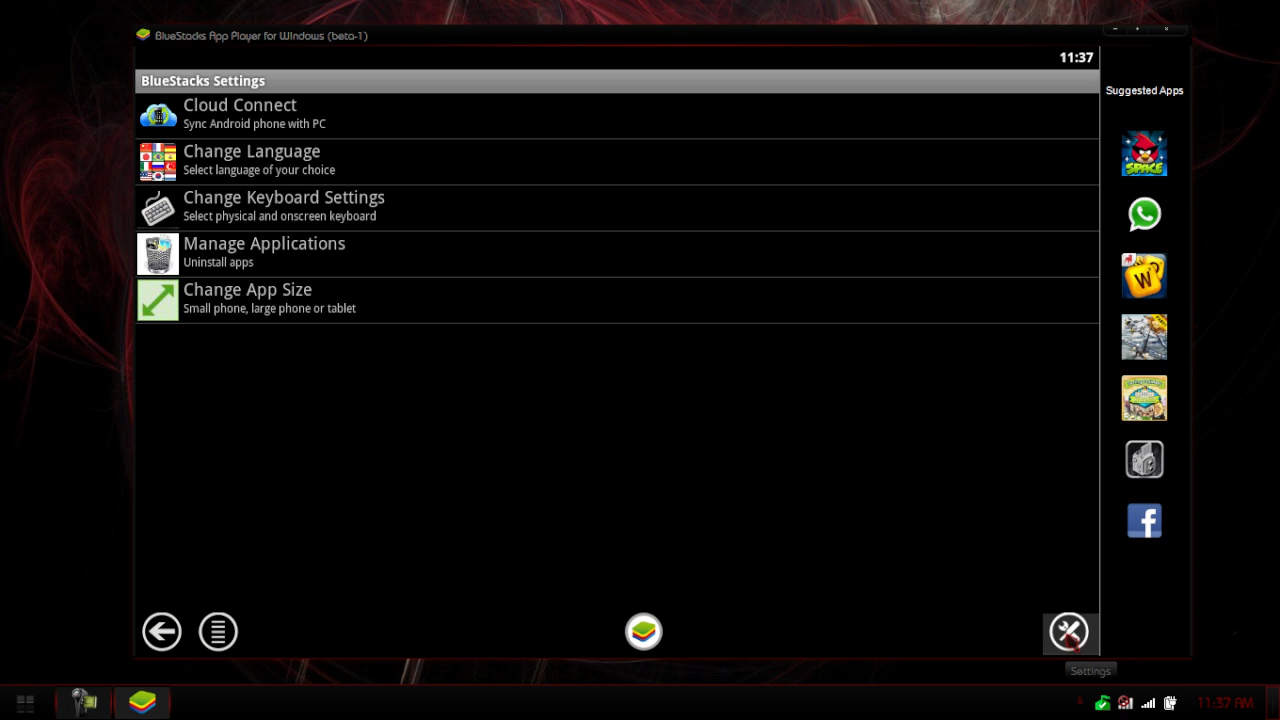 BlueStacks App Player for Windows (beta-1)
11:37
BlueStacks Settings
Suggested Apps
Cloud Connect
Sync Android phone with PC
Change Language
Select language of your choice
Change Keyboard Settings
Select physical and onscreen keyboard
Manage Applications
Uninstall apps
Change App Size
Small phone, large phone or tablet
SPACE
W
f
Settings
11:37 AM